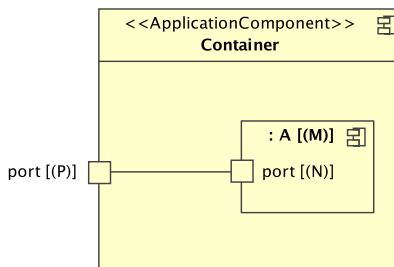 <<ApplicationComponent>>
Container
: A [(M)]
port [(P)]
port [(N)]